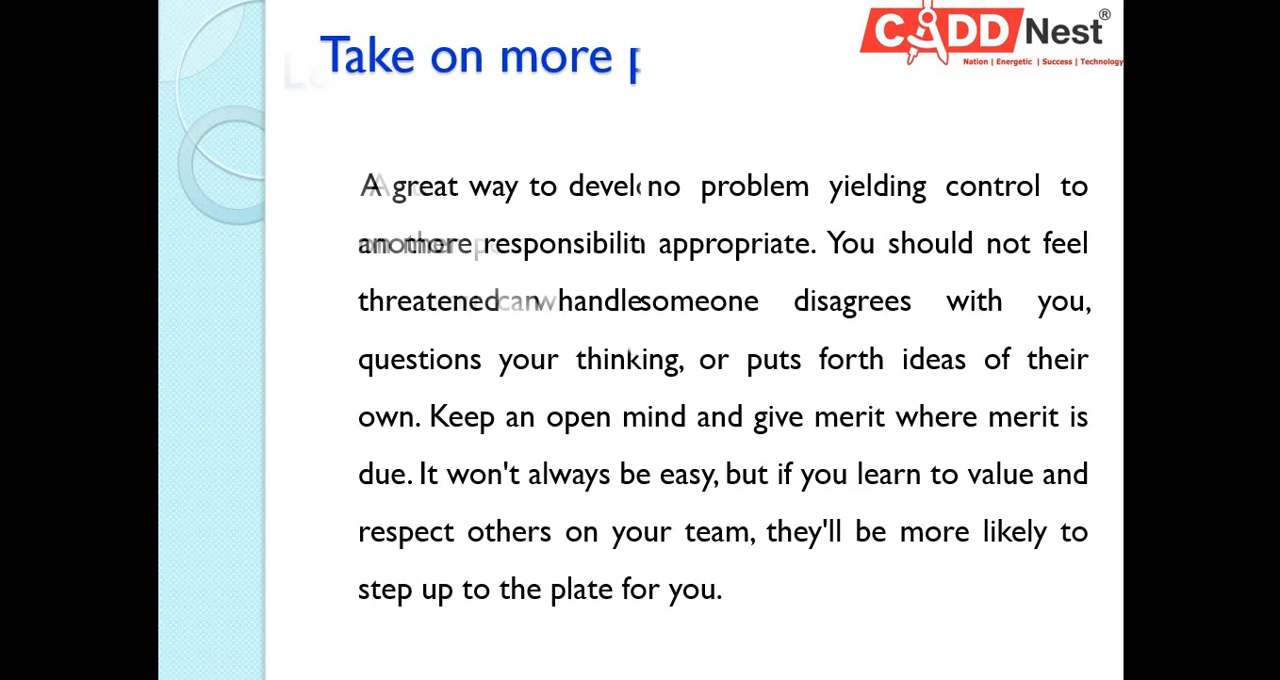 CADD Nest®
Nation | Energetic | Success | Technology
Take on more
great way to no problem yielding control to
responsibilit appropriate. You should not feel
threatened handle someone disagrees with you,
questions your thinking, or puts forth ideas of their
own. Keep an open mind and give merit where merit is
due. It won't always be easy, but if you learn to value and
respect others on your team, they'll be more likely to
step up to the plate for you.